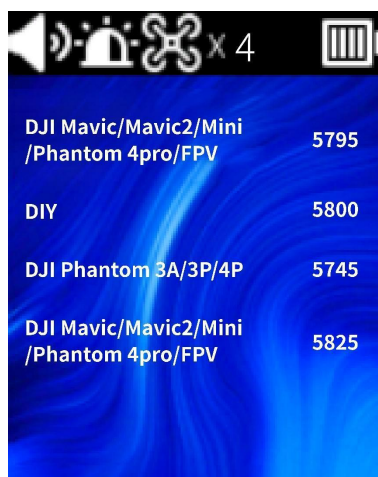 x 4
DJI Mavic/Mavic2/Mini
/Phantom 4pro/FPV 5795
DIY 5800
DJI Phantom 3A/3P/4P 5745
DJI Mavic/Mavic2/Mini
/Phantom 4pro/FPV 5825